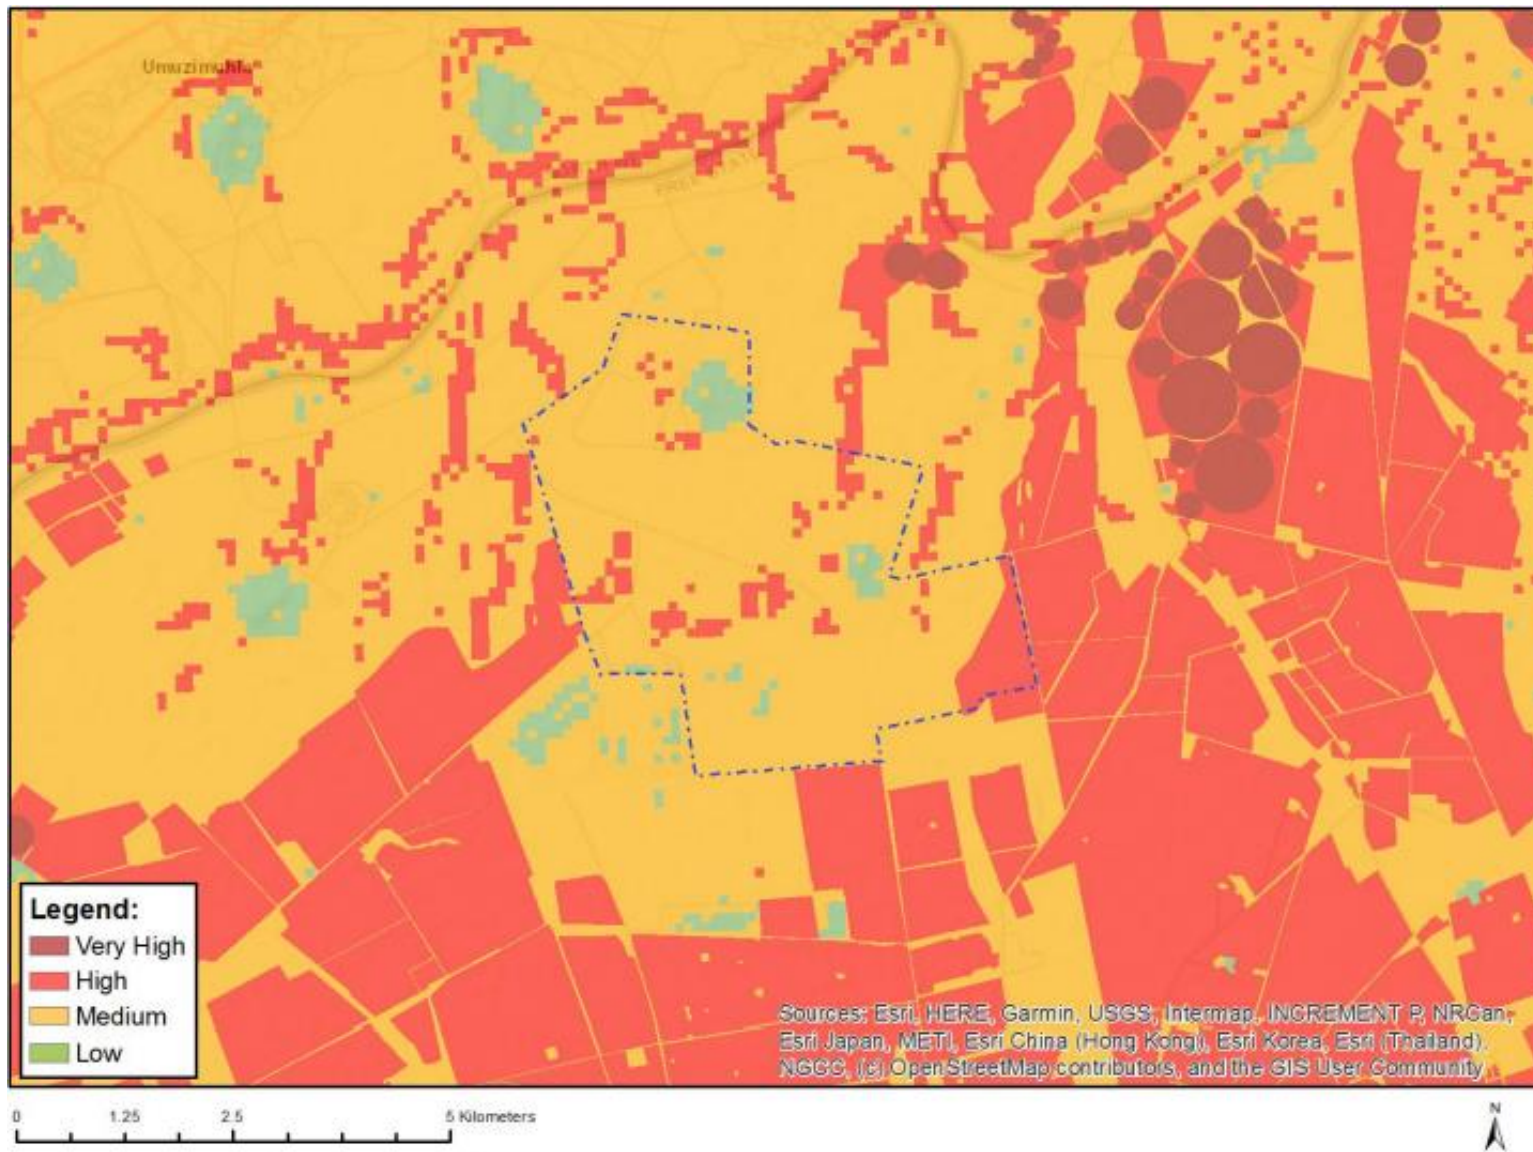 Legend:
Very High
High
Medium
Low
Sources: Esri, HERE, Garmin, USGS, Intermap, INCREMENT P, NRCan,
Esri Japan, METI, Esri China (Hong Kong), Esri Korea, Esri (Thailand),
NGCC, (c) OpenStreetMap contributors, and the GIS User Community
0 1.25 2.5 5 Kilometers
N